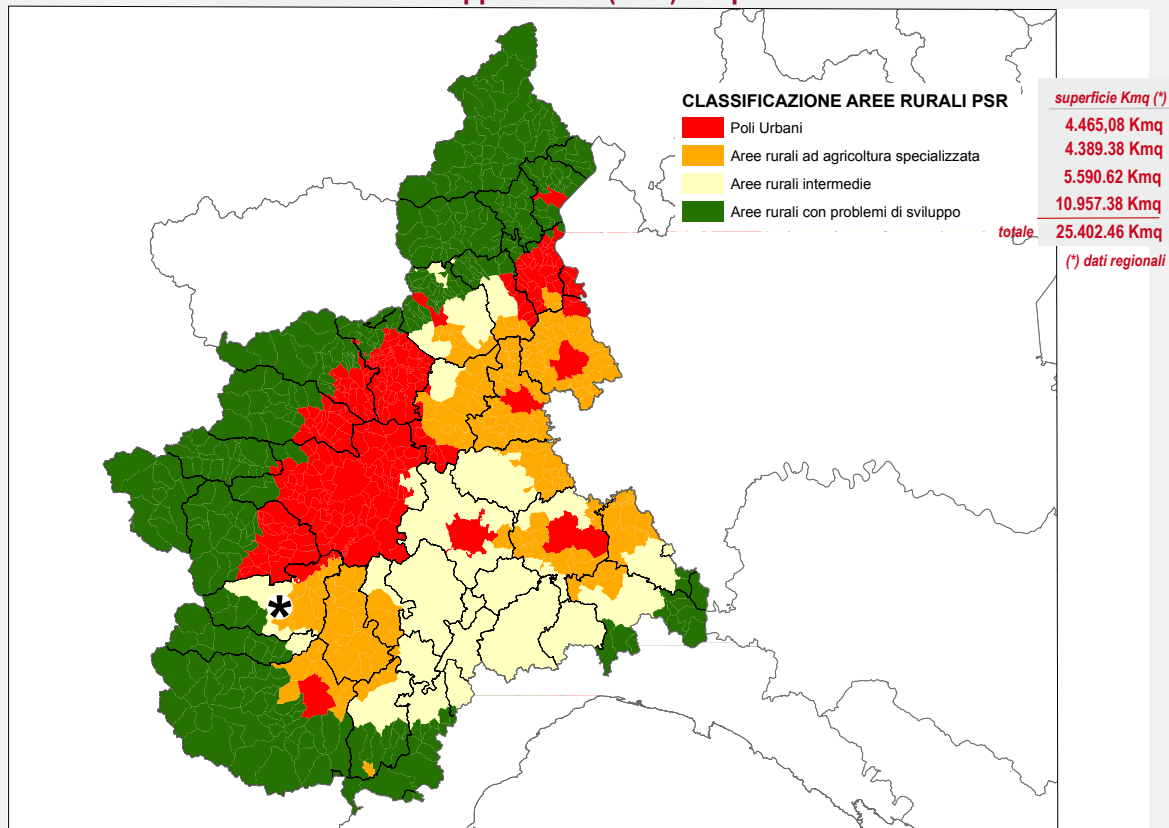 CLASSIFICAZIONE AREE RURALI PSR
Poli Urbani
Aree rurali ad agricoltura specializzata
Aree rurali intermedie
Aree rurali con problemi di sviluppo
superficie Kmq (*)
4.465,08 Kmq
4.389.38 Kmq
5.590.62 Kmq
10.957.38 Kmq
totale 25.402.46 Kmq
(*) dati regionali
*